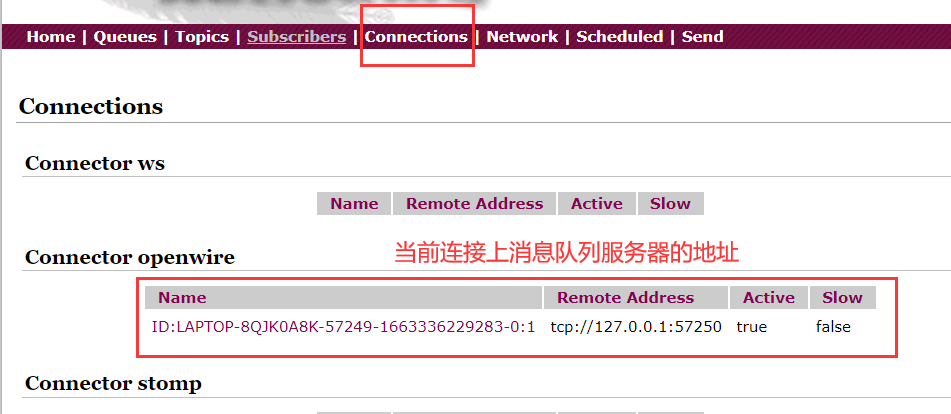 Home | Queues | Topics | Subscribers | Connections | Network | Scheduled | Send
Connections
Connector ws
Name Remote Address Active Slow
Connector openwire
当前连接上消息队列服务器的地址
Name Remote Address Active Slow
ID:LAPTOP-8QJK0A8K-57249-1663336229283-0:1 tcp://127.0.0.1:57250 true false
Connector stomp